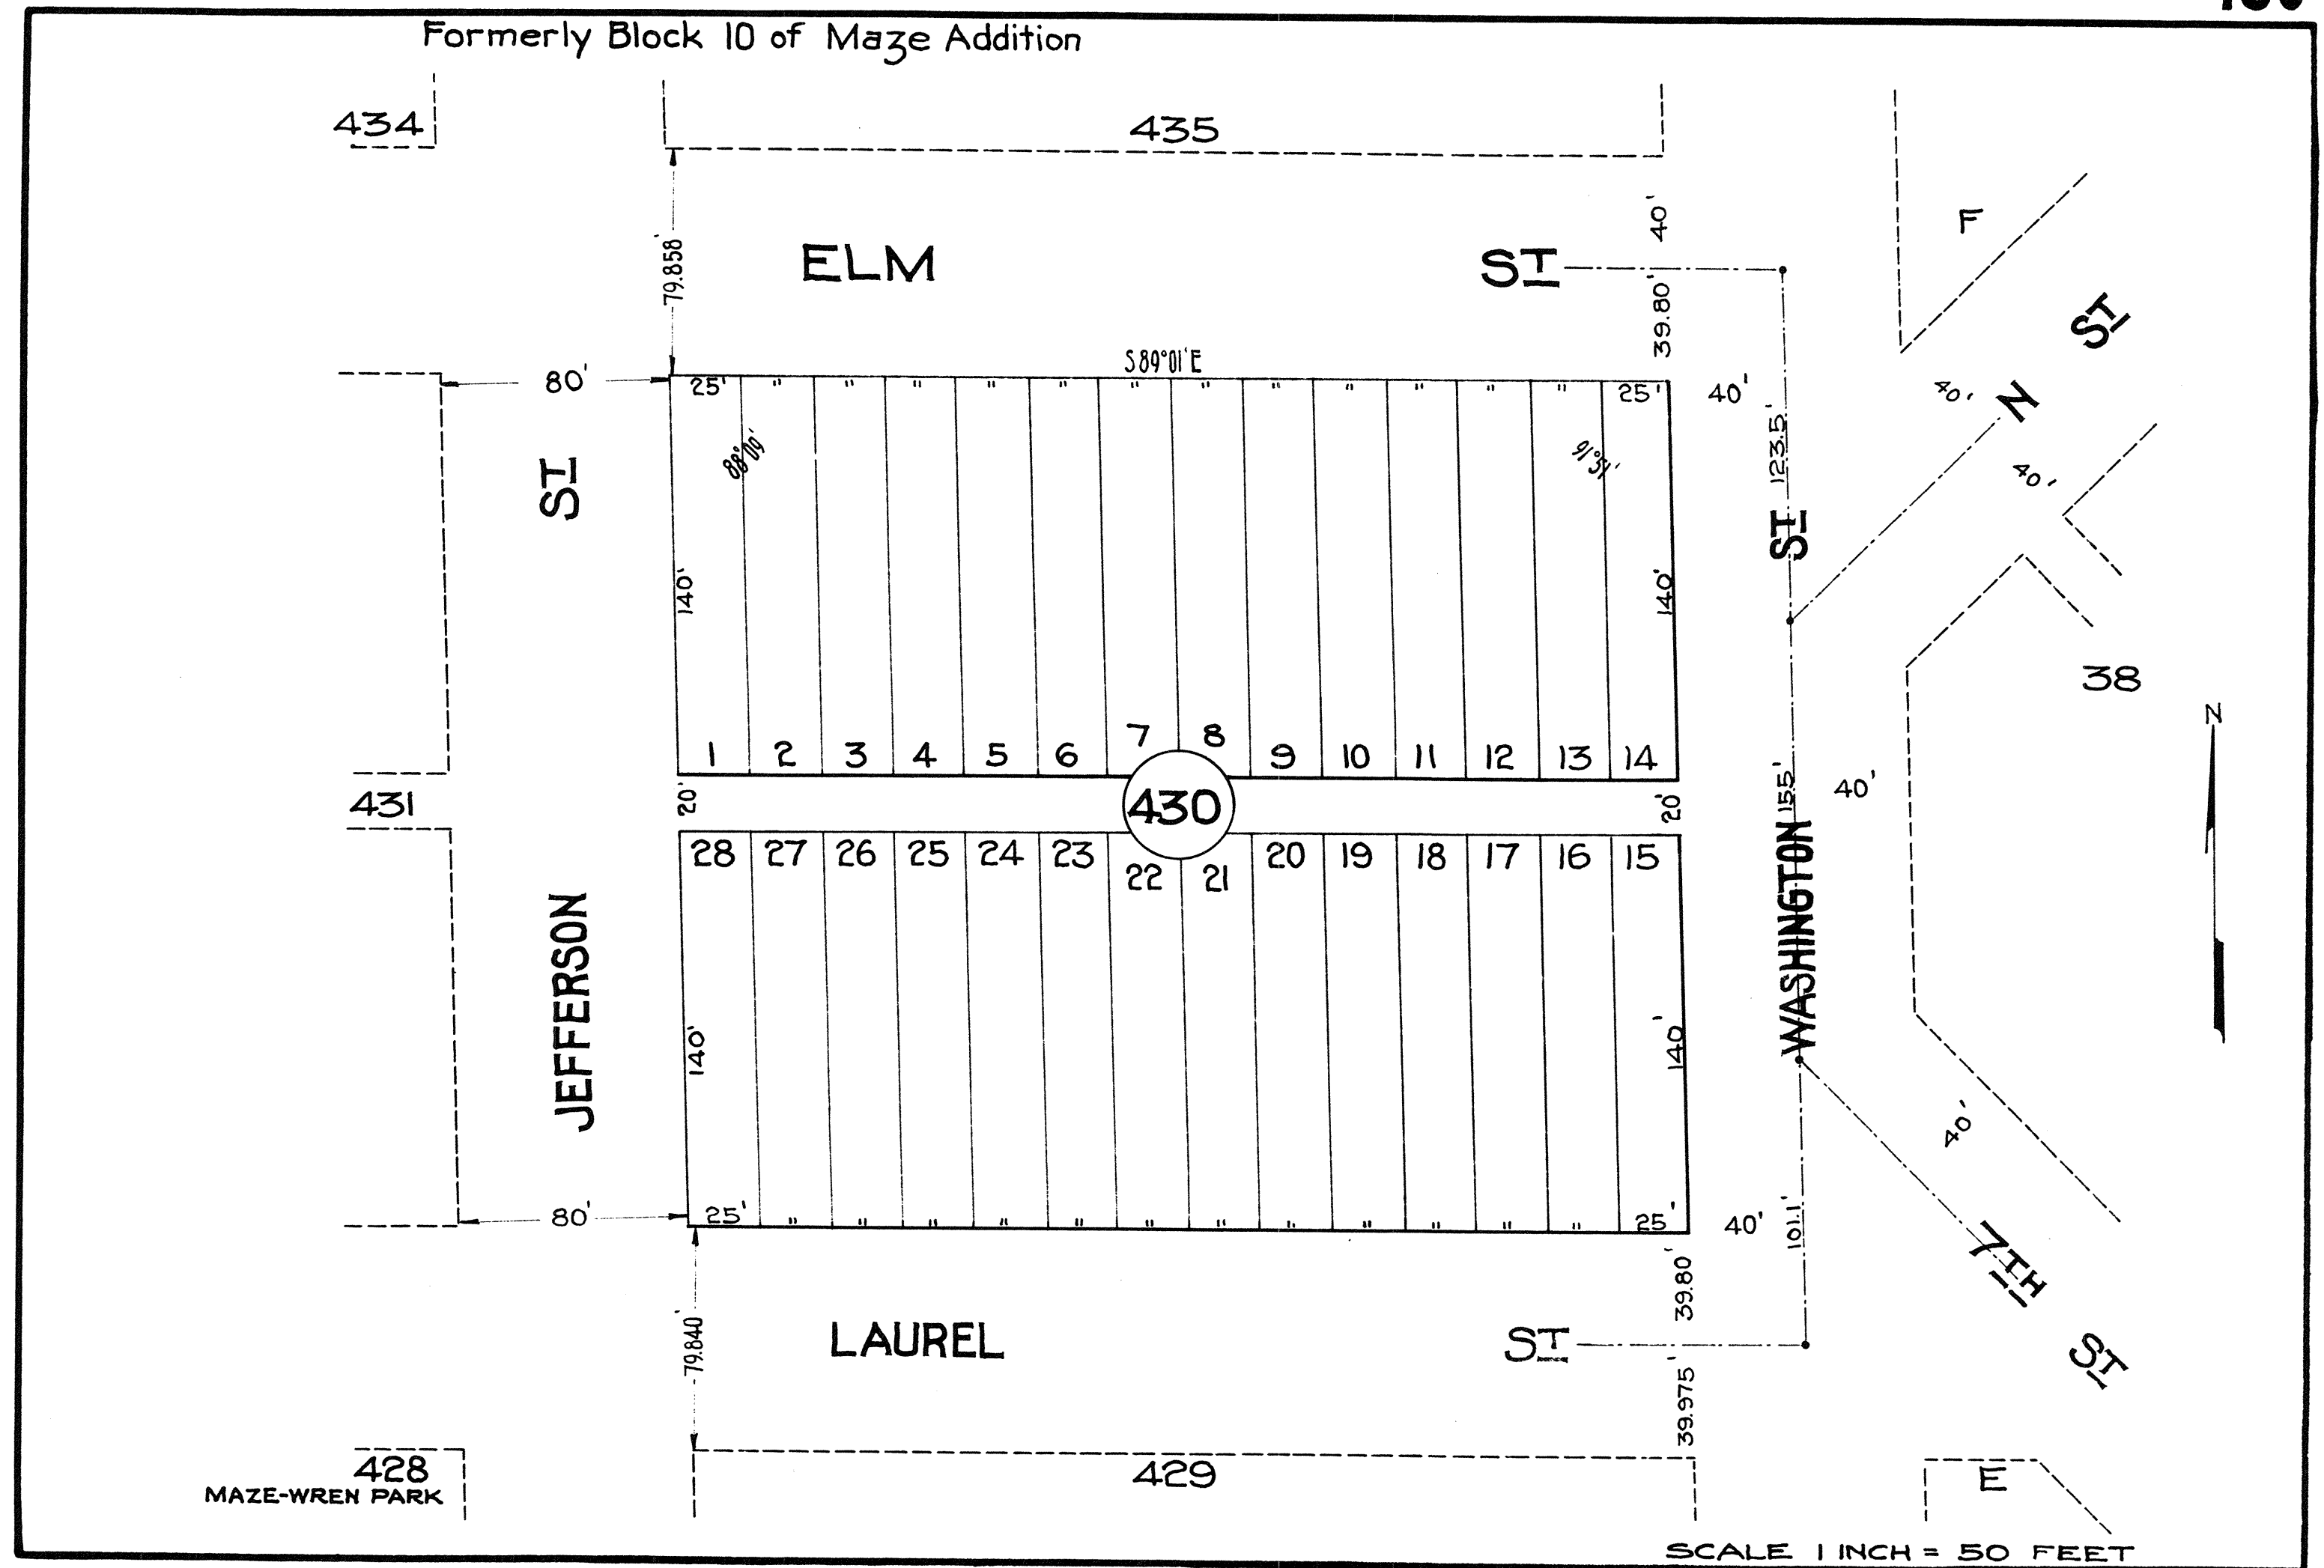 Formerly Block 10 of Maze Addition
434
435
79.858'
ELM ST
40'
39.80'
F
ST
N
40'
40'
80'
S 89°01' E
25' " " " " " " " " " " " " 25'
40'
88°09'
91°51'
123.5'
ST
ST
140'
140'
38
N
1 2 3 4 5 6 7 8 9 10 11 12 13 14
431
20'
430
20'
155'
40'
28 27 26 25 24 23 22 21 20 19 18 17 16 15
JEFFERSON
WASHINGTON
140'
140'
40'
80'
25' " " " " " " " " " " " " 25'
40'
101.1'
7TH ST
79.840'
LAUREL ST
39.80'
39.975'
428
MAZE-WREN PARK
429
E
SCALE 1 INCH = 50 FEET